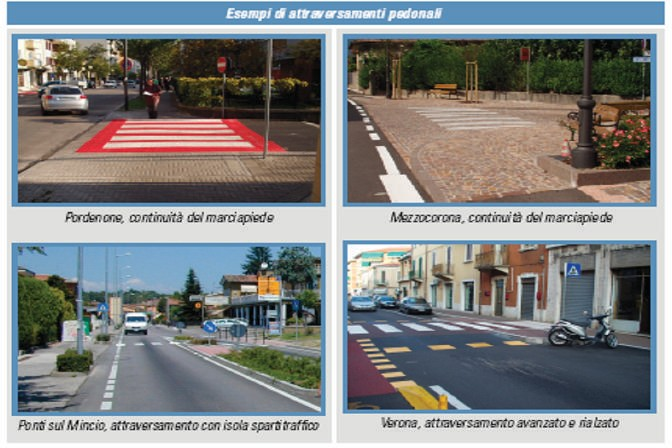 Esempi di attraversamenti pedonali
Pordenone, continuità del marciapiede
Mezzocorona, continuità del marciapiede
Ponti sul Mincio, attraversamento con isola spartitraffico
Verona, attraversamento avanzato e rialzato